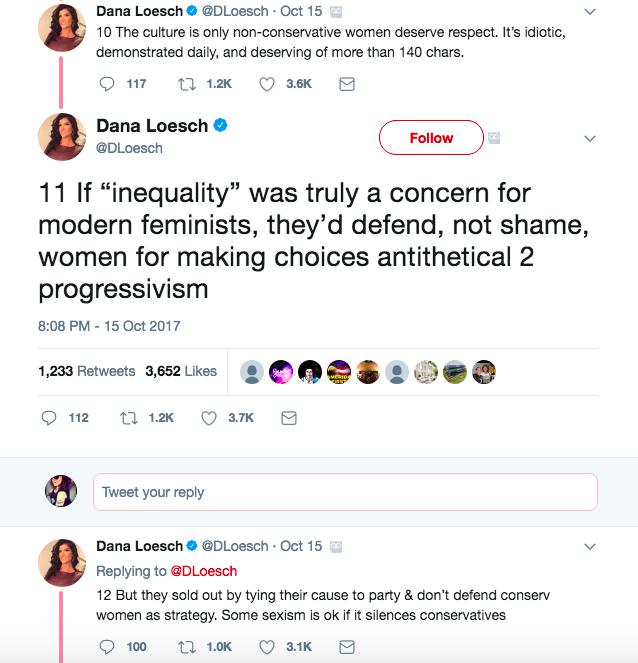 Dana Loesch @DLoesch · Oct 15
10 The culture is only non-conservative women deserve respect. It's idiotic,
demonstrated daily, and deserving of more than 140 chars.
117 1.2K 3.6K
Dana Loesch
@DLoesch
Follow
11 If “inequality” was truly a concern for
modern feminists, they'd defend, not shame,
women for making choices antithetical 2
progressivism
8:08 PM - 15 Oct 2017
1,233 Retweets 3,652 Likes
112 1.2K 3.7K
Tweet your reply
Dana Loesch @DLoesch · Oct 15
Replying to @DLoesch
12 But they sold out by tying their cause to party & don't defend conserv
women as strategy. Some sexism is ok if it silences conservatives
100 1.0K 3.1K